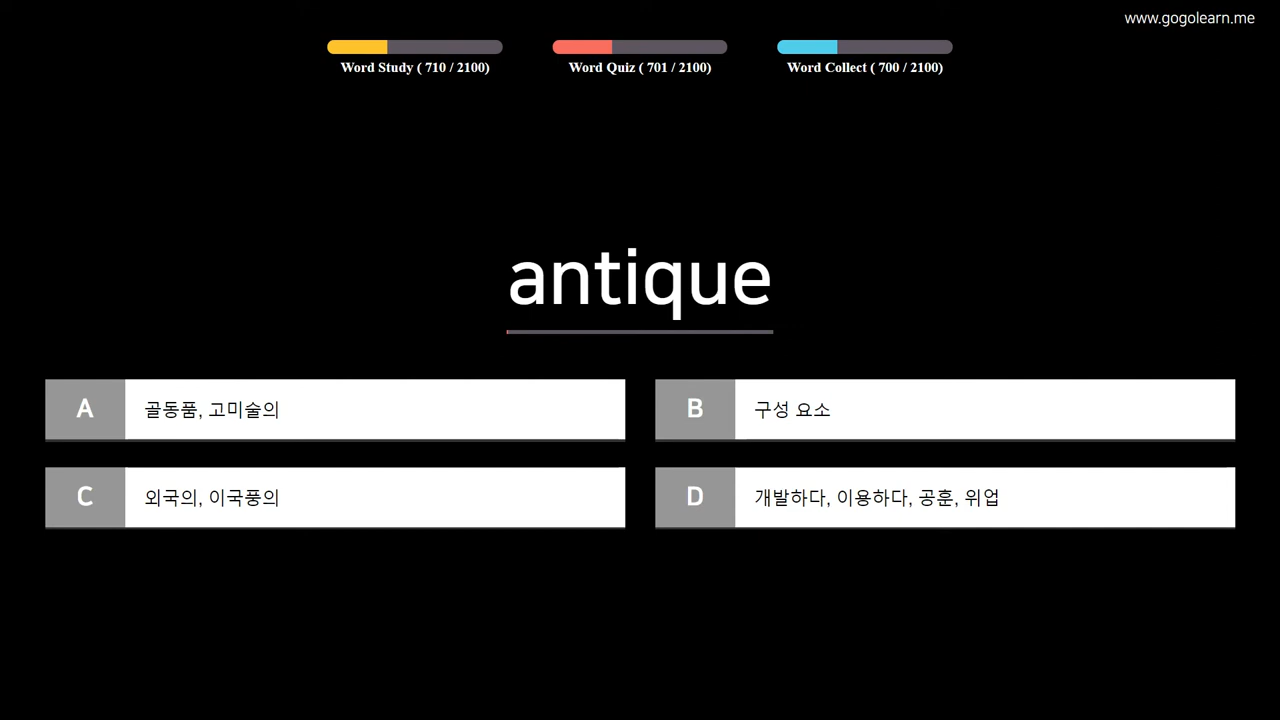 www.gogolearn.me
Word Study ( 710 / 2100)
Word Quiz ( 701 / 2100)
Word Collect ( 700 / 2100)
antique
A 골동품, 고미술의
B 구성 요소
C 외국의, 이국풍의
D 개발하다, 이용하다, 공훈, 위업